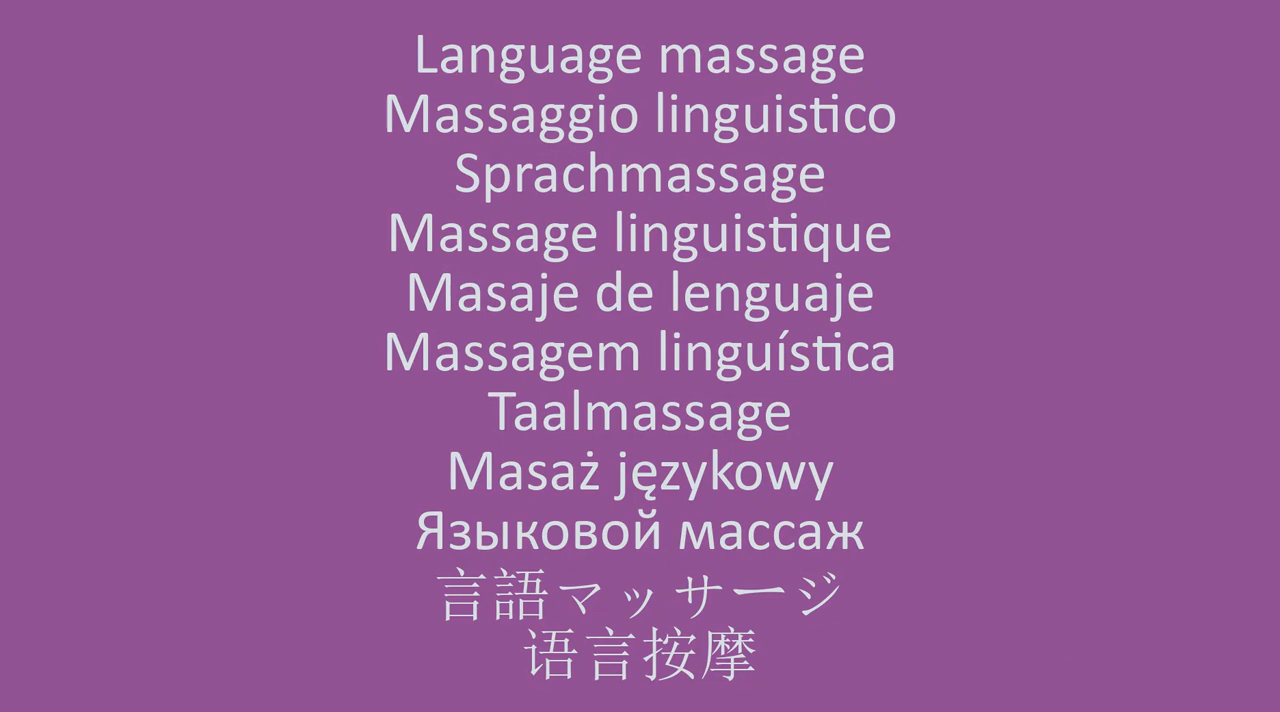 Language massage
Massaggio linguistico
Sprachmassage
Massage linguistique
Masaje de lenguaje
Massagem linguística
Taalmassage
Masaż językowy
Языковой массаж
言語マッサージ
语言按摩